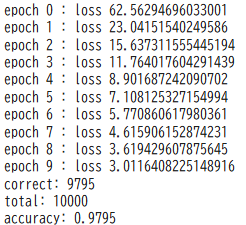 epoch 0 : loss 62.56294696033001
epoch 1 : loss 23.04151540249586
epoch 2 : loss 15.637311555445194
epoch 3 : loss 11.764017604291439
epoch 4 : loss 8.901687242090702
epoch 5 : loss 7.108125327154994
epoch 6 : loss 5.770860617980361
epoch 7 : loss 4.615906152874231
epoch 8 : loss 3.619429607875645
epoch 9 : loss 3.0116408225148916
correct: 9795
total: 10000
accuracy: 0.9795